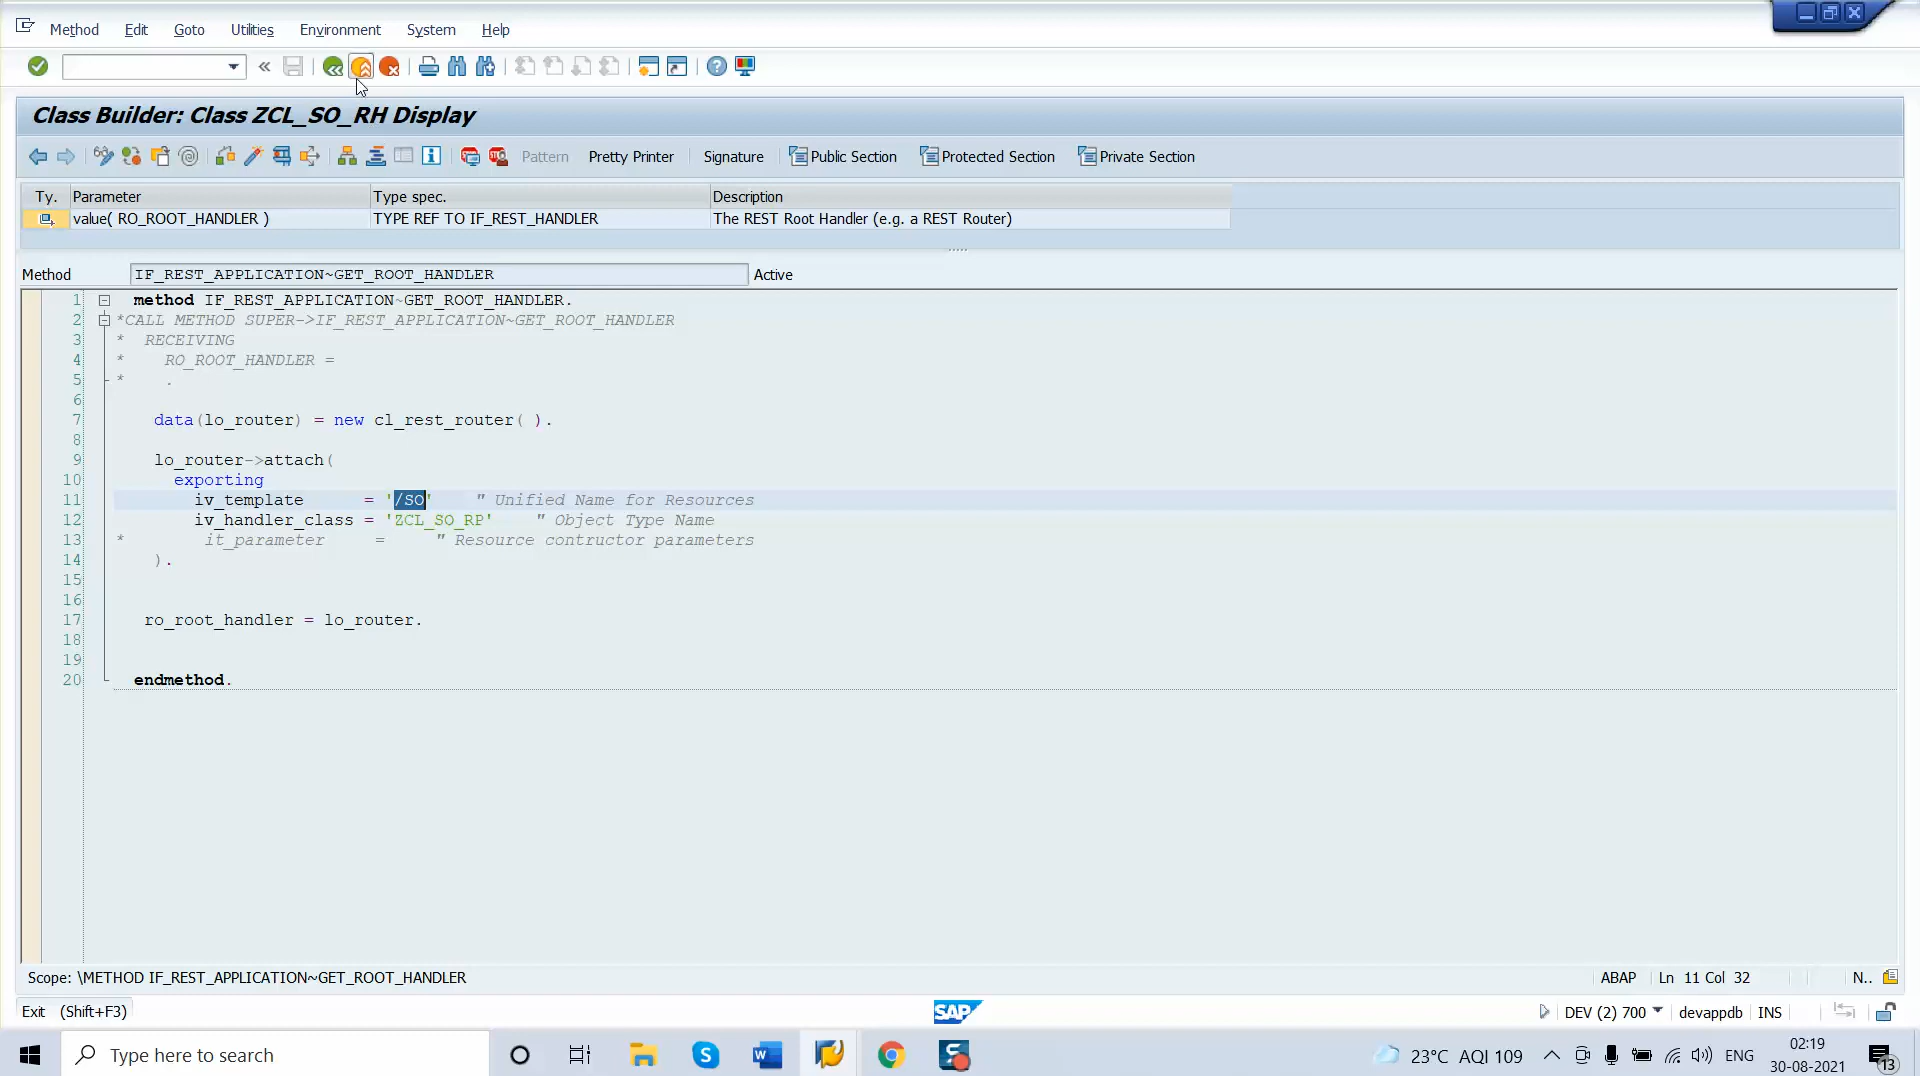 Method Edit Goto Utilities Environment System Help
Class Builder: Class ZCL_SO_RH Display
Pattern Pretty Printer Signature Public Section Protected Section Private Section
Ty. Parameter Type spec. Description
value( RO_ROOT_HANDLER ) TYPE REF TO IF_REST_HANDLER The REST Root Handler (e.g. a REST Router)
Method IF_REST_APPLICATION~GET_ROOT_HANDLER Active
1 method IF_REST_APPLICATION~GET_ROOT_HANDLER.
2 *CALL METHOD SUPER->IF_REST_APPLICATION~GET_ROOT_HANDLER
3 * RECEIVING
4 * RO_ROOT_HANDLER =
5 * .
6
7 data(lo_router) = new cl_rest_router( ).
8
9 lo_router->attach(
10 exporting
11 iv_template = '/SO' " Unified Name for Resources
12 iv_handler_class = 'ZCL_SO_RP' " Object Type Name
13 * it_parameter = " Resource contructor parameters
14 ).
15
16
17 ro_root_handler = lo_router.
18
19
20 endmethod.
Scope: \METHOD IF_REST_APPLICATION~GET_ROOT_HANDLER ABAP Ln 11 Col 32 N..
Exit (Shift+F3) SAP DEV (2) 700 devappdb INS
Type here to search 23°C AQI 109 ENG 02:19
30-08-2021 13